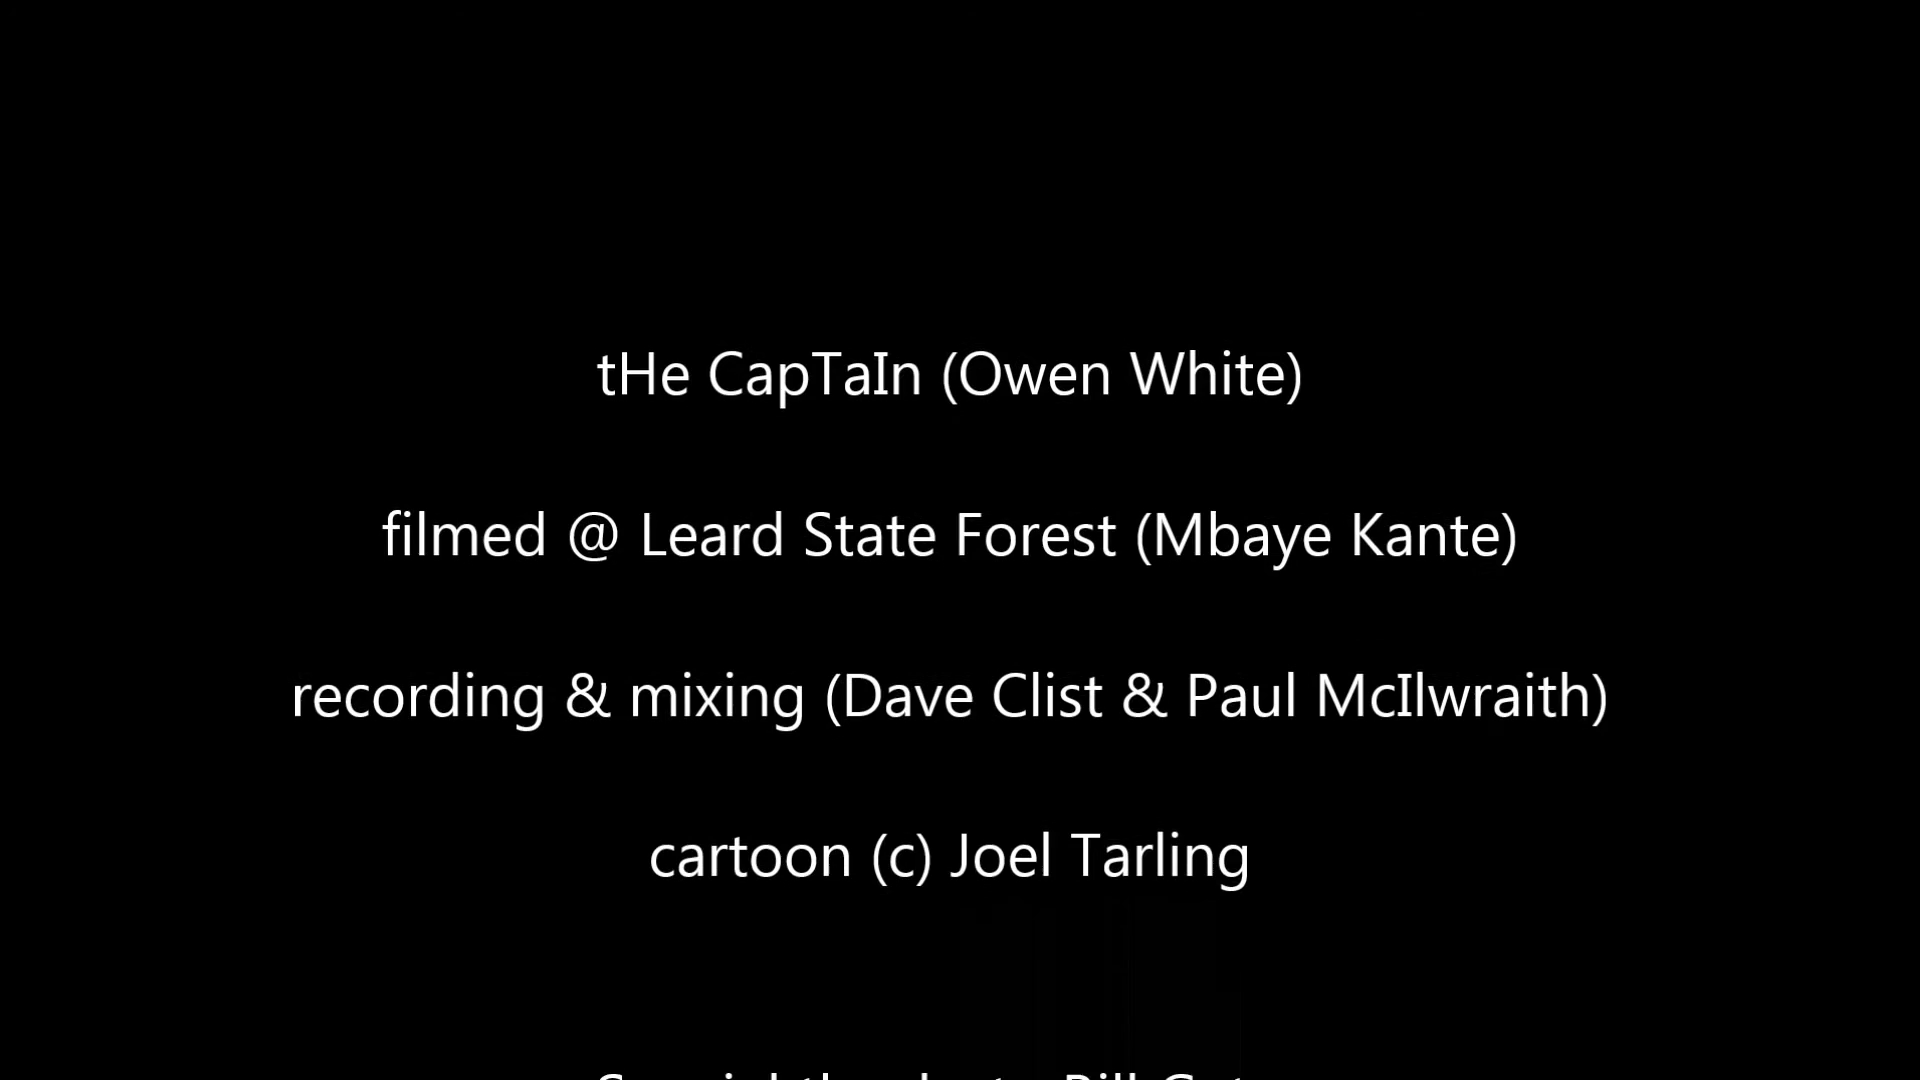 tHe CapTaIn (Owen White)
filmed @ Leard State Forest (Mbaye Kante)
recording & mixing (Dave Clist & Paul McIlwraith)
cartoon (c) Joel Tarling